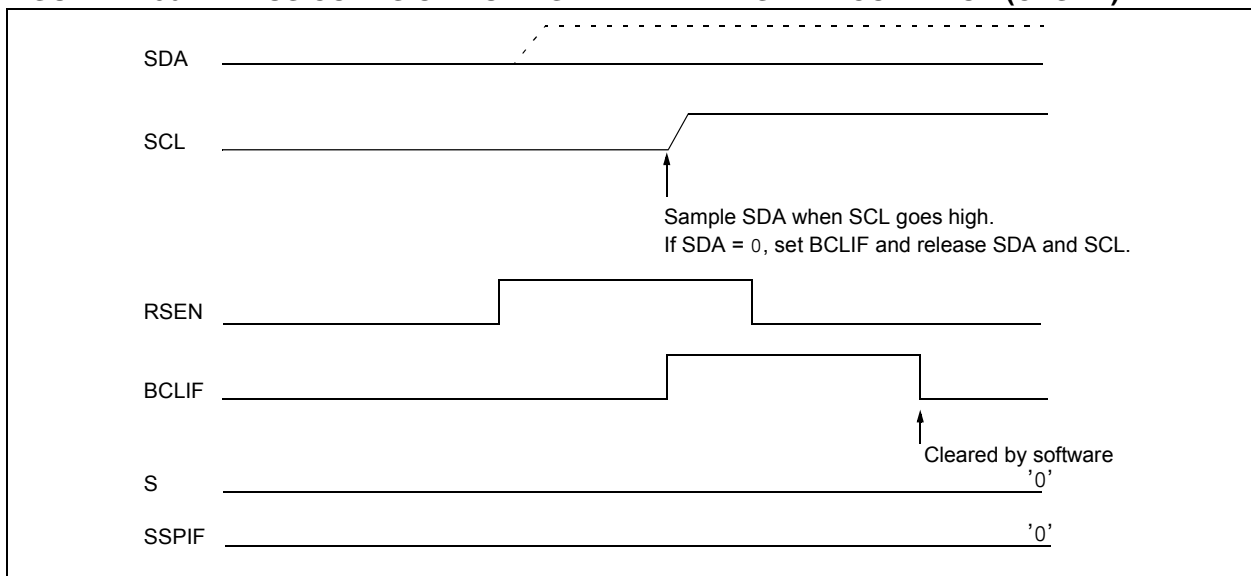 SDA
SCL
Sample SDA when SCL goes high.
If SDA = 0, set BCLIF and release SDA and SCL.
RSEN
BCLIF
Cleared by software
S
'0'
SSPIF
'0'